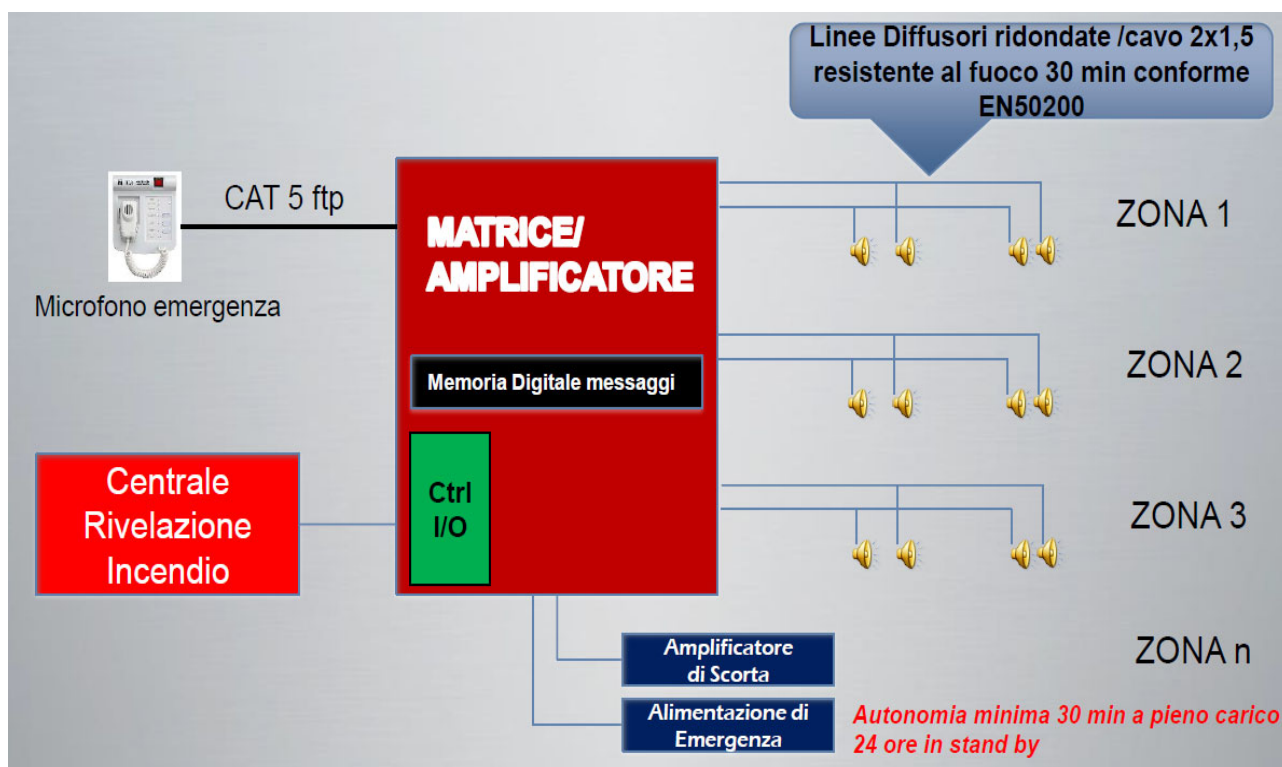 Linee Diffusori ridondate /cavo 2x1,5
resistente al fuoco 30 min conforme
EN50200
CAT 5 ftp
Microfono emergenza
MATRICE/
AMPLIFICATORE
Memoria Digitale messaggi
Ctrl
I/O
Centrale
Rivelazione
Incendio
ZONA 1
ZONA 2
ZONA 3
ZONA n
Amplificatore
di Scorta
Alimentazione di
Emergenza
Autonomia minima 30 min a pieno carico
24 ore in stand by